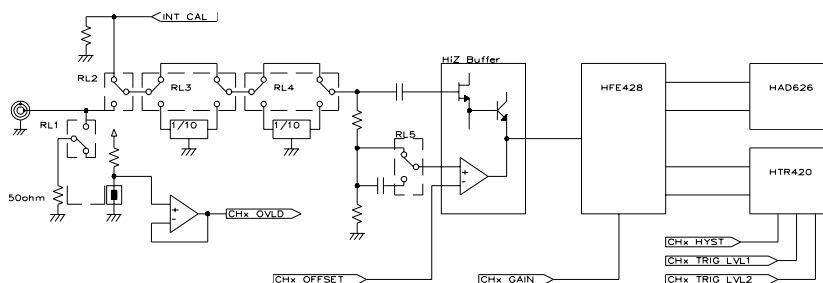 INT CAL
HiZ Buffer
RL2
RL3
RL4
HFE428
HAD626
RL1
1/10
1/10
RL5
HTR420
50ohm
+
-
CHx OVLD
+
-
CHx HYST
CHx TRIG LVL1
CHx OFFSET
CHx GAIN
CHx TRIG LVL2